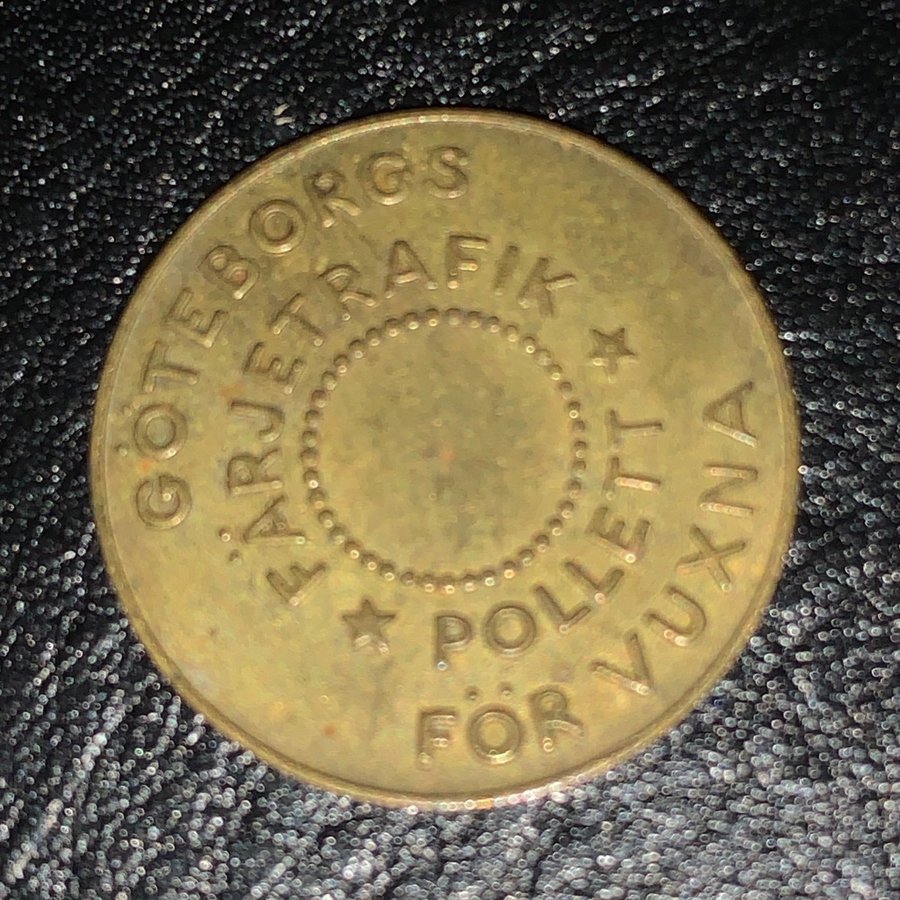 GÖTEBORGS
FÄRJETRAFIK
POLLETT
FÖR VUXNA